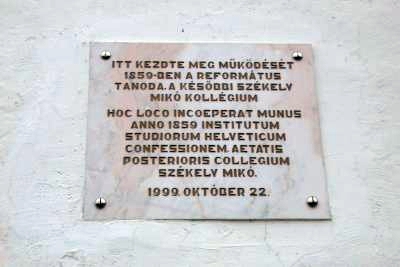 ITT KEZDTE MEG MŰKÖDÉSÉT
1859-BEN A REFORMÁTUS
TANODA, A KÉSŐBBI SZÉKELY
MIKÓ KOLLÉGIUM
HOC LOCO INCOEPERAT MUNUS
ANNO 1859 INSTITUTUM
STUDIORUM HELVETICUM
CONFESSIONEM, AETATIS
POSTERIORIS COLLEGIUM
SZÉKELY MIKÓ.
1999. OKTÓBER 22.